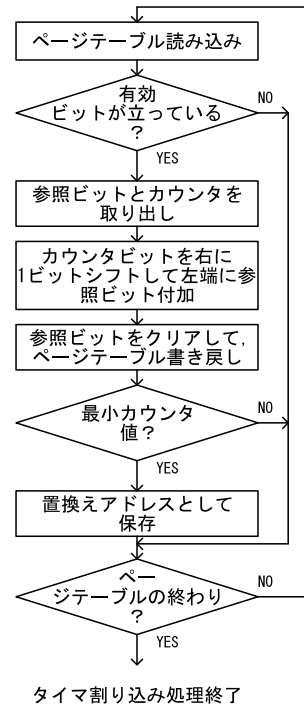 ページテーブル読み込み
有効
ビットが立っている
？
NO
YES
参照ビットとカウンタを
取り出し
カウンタビットを右に
1ビットシフトして左端に参
照ビット付加
参照ビットをクリアして,
ページテーブル書き戻し
最小カウンタ
値？
NO
YES
置換えアドレスとして
保存
ペー
ジテーブルの終わり
？
NO
YES
タイマ割り込み処理終了